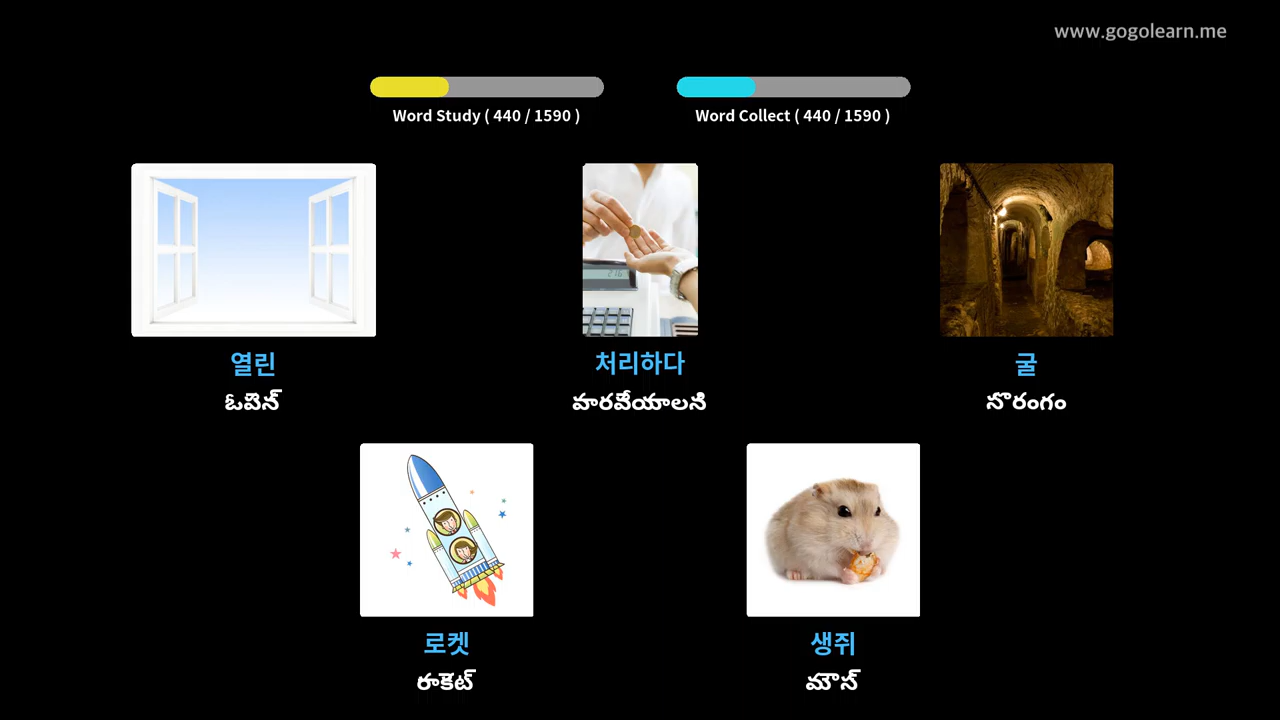 www.gogolearn.me
Word Study ( 440 / 1590 )
Word Collect ( 440 / 1590 )
열린
ఓపెన్
처리하다
హారవేయాలని
굴
సొరంగం
로켓
రాకెట్
생쥐
మౌస్